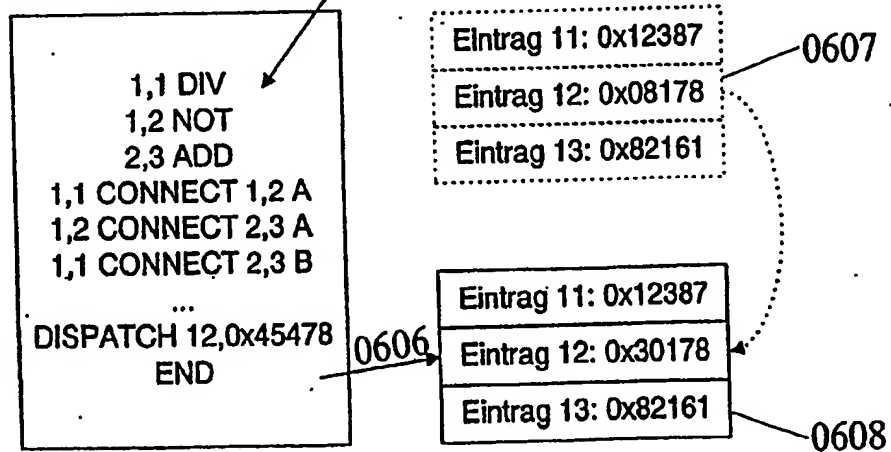 1,1 DIV
1,2 NOT
2,3 ADD
1,1 CONNECT 1,2 A
1,2 CONNECT 2,3 A
1,1 CONNECT 2,3 B
...
DISPATCH 12,0x45478
END
Eintrag 11: 0x12387
Eintrag 12: 0x08178
Eintrag 13: 0x82161
0607
0606
Eintrag 11: 0x12387
Eintrag 12: 0x30178
Eintrag 13: 0x82161
0608